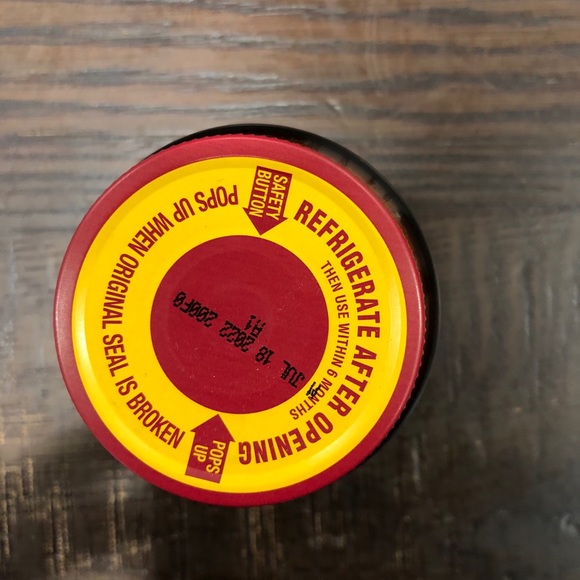 REFRIGERATE AFTER OPENING
THEN USE WITHIN 6 MONTHS
SAFETY
BUTTON
POPS UP WHEN ORIGINAL SEAL IS BROKEN
POPS
UP
JUL 18 2022 200F0
A1